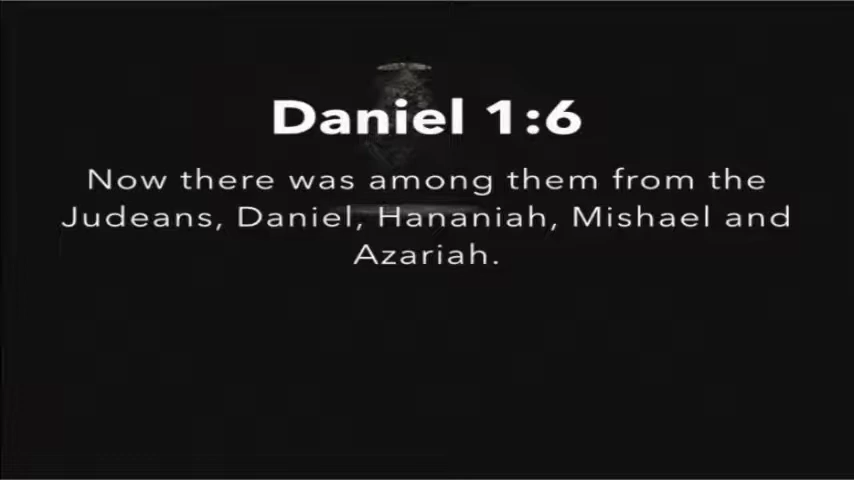 Daniel 1:6
Now there was among them from the
Judeans, Daniel, Hananiah, Mishael and
Azariah.